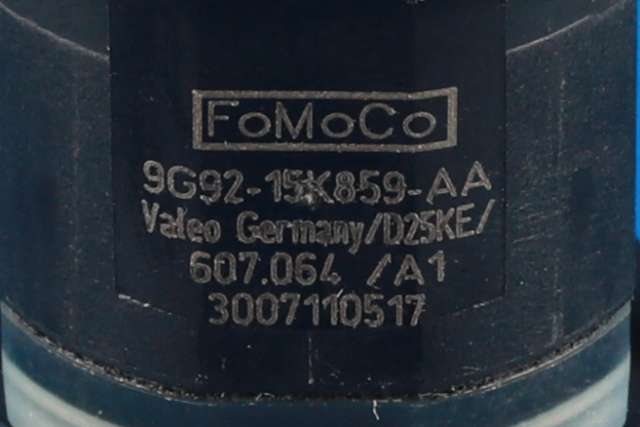 FoMoCo
9G92-15K859-AA
Valeo Germany/D25KE/
607.064 /A1
3007110517